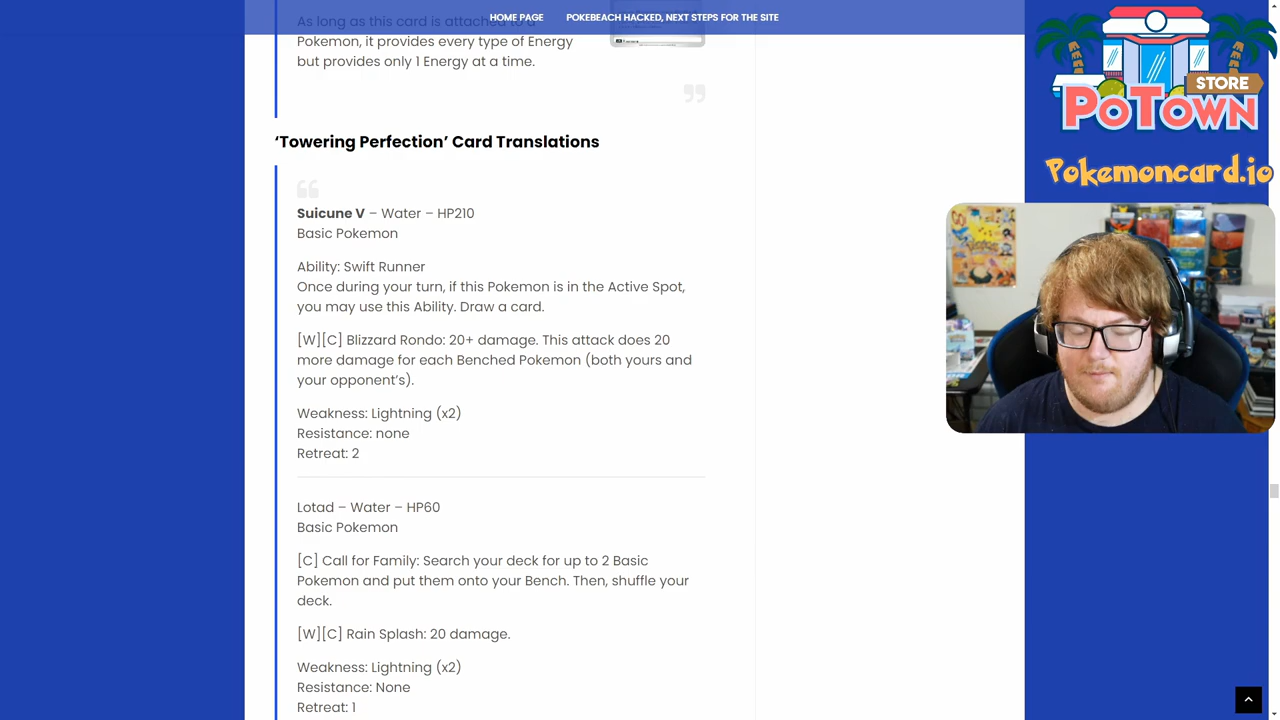 HOME PAGE
POKEBEACH HACKED, NEXT STEPS FOR THE SITE
As long as this card is attached to a
Pokemon, it provides every type of Energy
but provides only 1 Energy at a time.
‘Towering Perfection’ Card Translations
Suicune V – Water – HP210
Basic Pokemon
Ability: Swift Runner
Once during your turn, if this Pokemon is in the Active Spot,
you may use this Ability. Draw a card.
[W][C] Blizzard Rondo: 20+ damage. This attack does 20
more damage for each Benched Pokemon (both yours and
your opponent’s).
Weakness: Lightning (x2)
Resistance: none
Retreat: 2
Lotad – Water – HP60
Basic Pokemon
[C] Call for Family: Search your deck for up to 2 Basic
Pokemon and put them onto your Bench. Then, shuffle your
deck.
[W][C] Rain Splash: 20 damage.
Weakness: Lightning (x2)
Resistance: None
Retreat: 1
STORE
PoTOWN
Pokemoncard.io